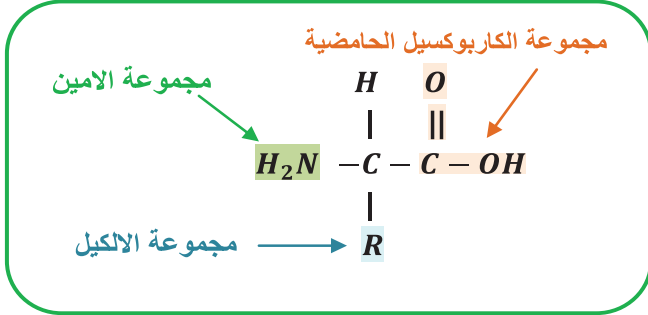 مجموعة الكاربوكسيل الحامضية
مجموعة الامين
H O
H₂N – C – C – OH
مجموعة الالكيل
R